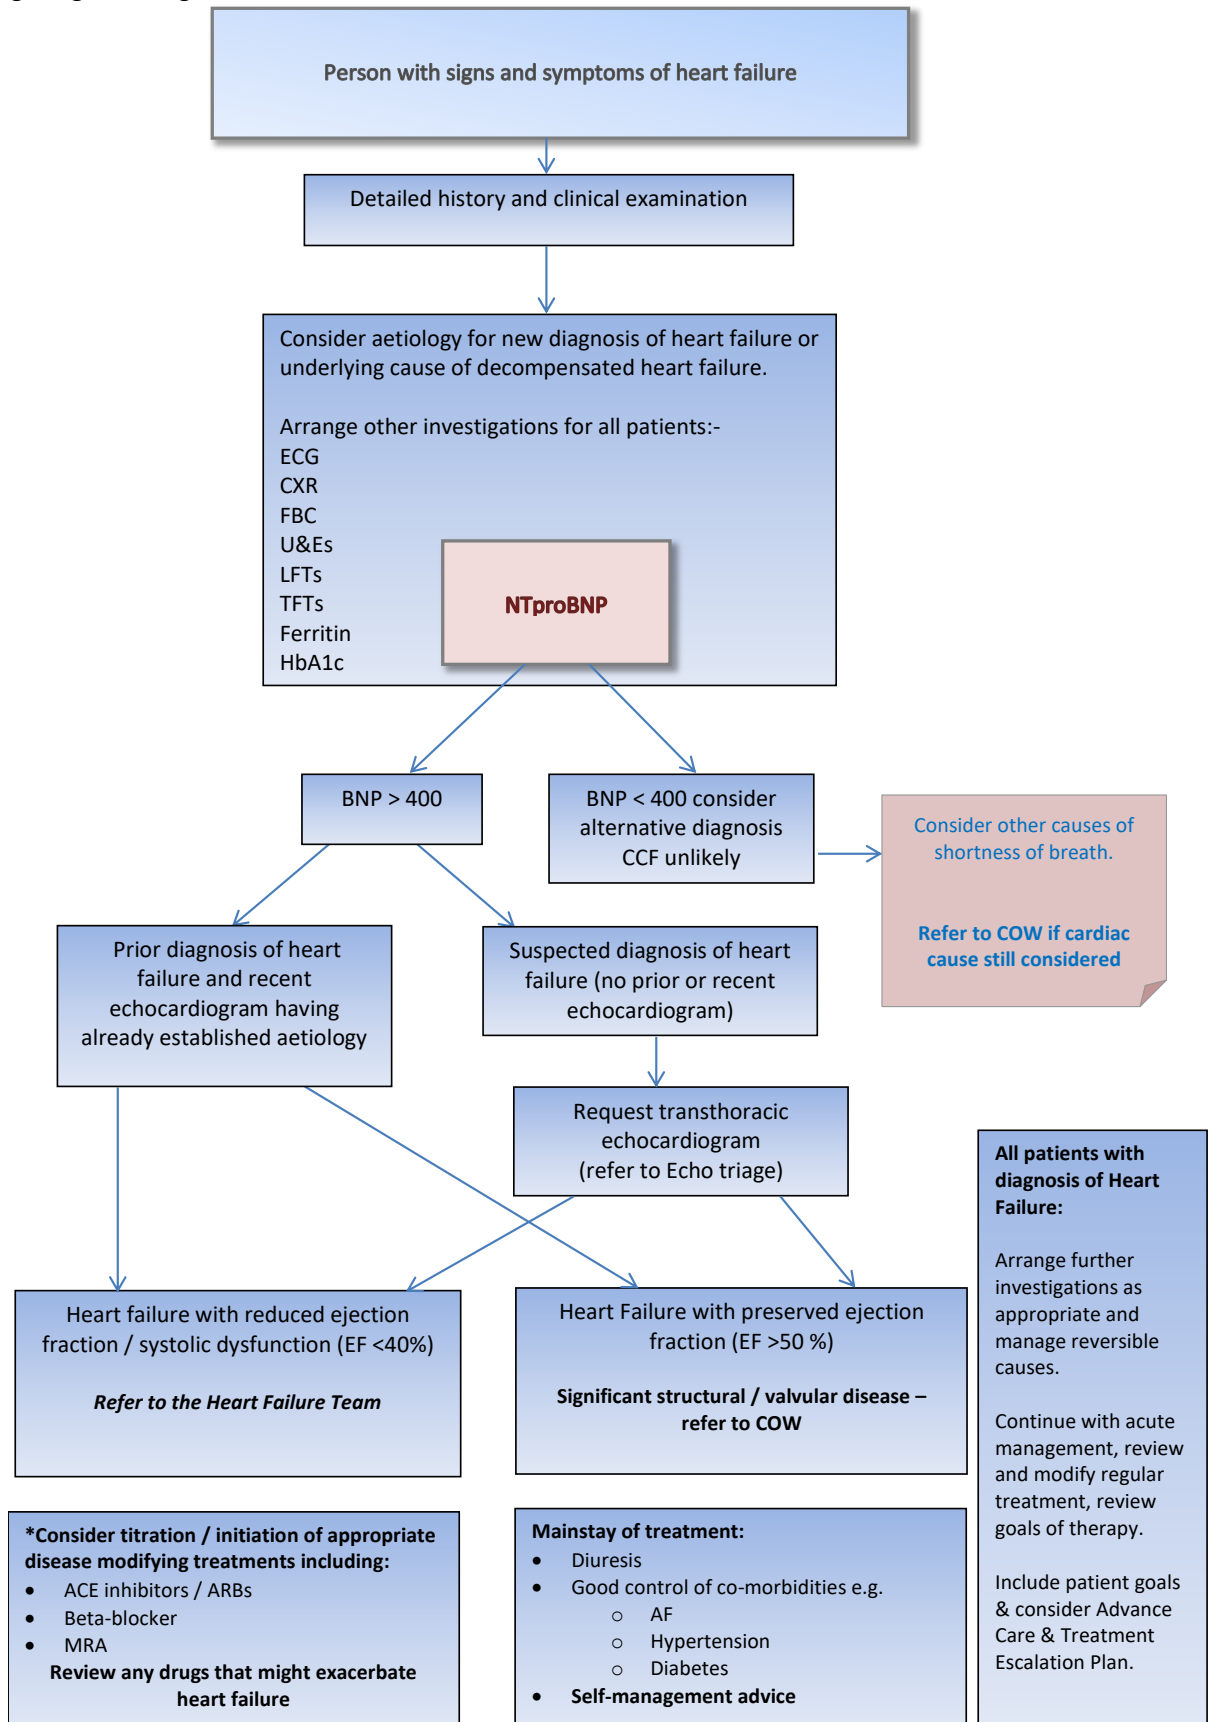 Person with signs and symptoms of heart failure
Detailed history and clinical examination
Consider aetiology for new diagnosis of heart failure or
underlying cause of decompensated heart failure.
Arrange other investigations for all patients:-
ECG
CXR
FBC
U&Es
LFTs
TFTs
Ferritin
HbA1c
NTproBNP
BNP > 400
BNP < 400 consider
alternative diagnosis
CCF unlikely
Consider other causes of
shortness of breath.
Refer to COW if cardiac
cause still considered
Prior diagnosis of heart
failure and recent
echocardiogram having
already established aetiology
Suspected diagnosis of heart
failure (no prior or recent
echocardiogram)
Request transthoracic
echocardiogram
(refer to Echo triage)
Heart failure with reduced ejection
fraction / systolic dysfunction (EF <40%)
Refer to the Heart Failure Team
Heart Failure with preserved ejection
fraction (EF >50 %)
Significant structural / valvular disease –
refer to COW
All patients with
diagnosis of Heart
Failure:
Arrange further
investigations as
appropriate and
manage reversible
causes.
Continue with acute
management, review
and modify regular
treatment, review
goals of therapy.
Include patient goals
& consider Advance
Care & Treatment
Escalation Plan.
*Consider titration / initiation of appropriate
disease modifying treatments including:
• ACE inhibitors / ARBs
• Beta-blocker
• MRA
Review any drugs that might exacerbate
heart failure
Mainstay of treatment:
• Diuresis
• Good control of co-morbidities e.g.
o AF
o Hypertension
o Diabetes
• Self-management advice